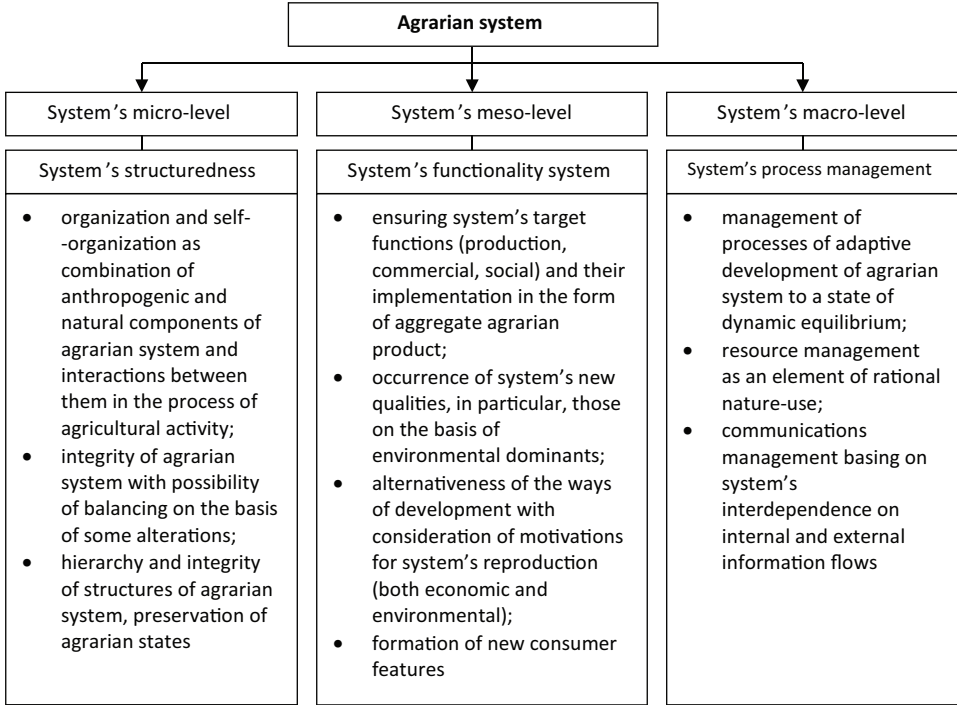 Agrarian system
System's micro-level
System's meso-level
System's macro-level
System's structuredness
• organization and self-
-organization as
combination of
anthropogenic and
natural components of
agrarian system and
interactions between
them in the process of
agricultural activity;
• integrity of agrarian
system with possibility
of balancing on the basis
of some alterations;
• hierarchy and integrity
of structures of agrarian
system, preservation of
agrarian states
System's functionality system
• ensuring system's target
functions (production,
commercial, social) and their
implementation in the form
of aggregate agrarian
product;
• occurrence of system's new
qualities, in particular, those
on the basis of
environmental dominants;
• alternativeness of the ways
of development with
consideration of motivations
for system's reproduction
(both economic and
environmental);
• formation of new consumer
features
System's process management
• management of
processes of adaptive
development of agrarian
system to a state of
dynamic equilibrium;
• resource management
as an element of rational
nature-use;
• communications
management basing on
system's
interdependence on
internal and external
information flows